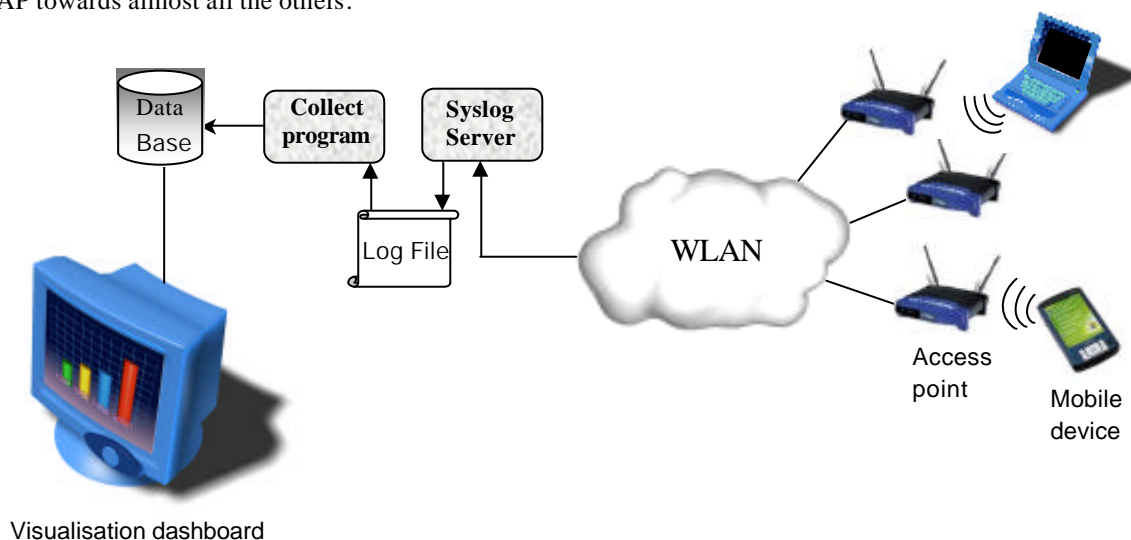 AP towards almost all the others.
Data
Base
Collect
program
Syslog
Server
Log File
WLAN
Access
point
Mobile
device
Visualisation dashboard